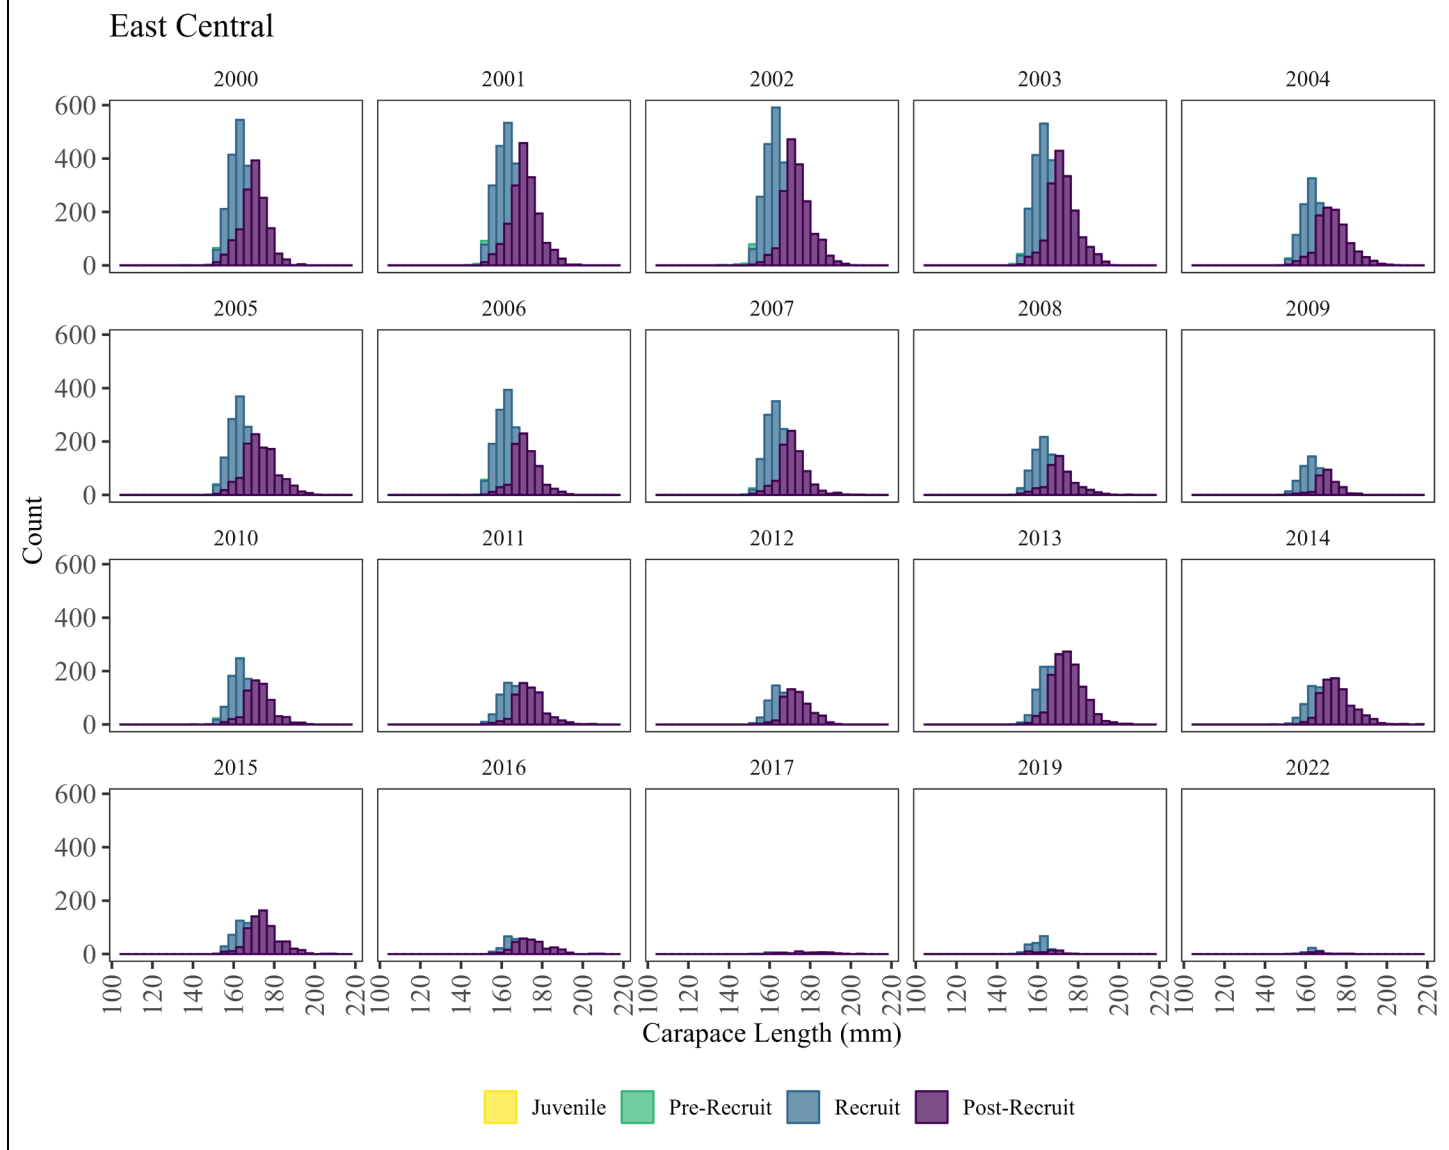 East Central
2000 2001 2002 2003 2004
600
400
200
0
2005 2006 2007 2008 2009
600
400
200
0
2010 2011 2012 2013 2014
600
400
200
0
2015 2016 2017 2019 2022
600
400
200
0
Count
100 120 140 160 180 200 220 100 120 140 160 180 200 220 100 120 140 160 180 200 220 100 120 140 160 180 200 220 100 120 140 160 180 200 220
Carapace Length (mm)
Juvenile Pre-Recruit Recruit Post-Recruit